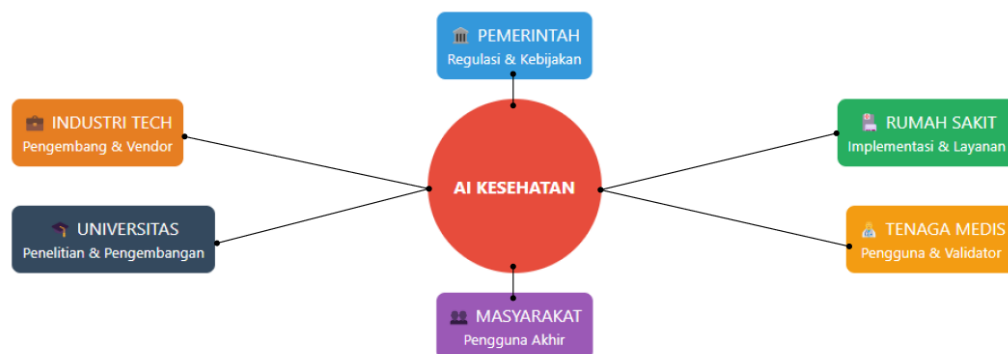 PEMERINTAH
Regulasi & Kebijakan
INDUSTRI TECH
Pengembang & Vendor
RUMAH SAKIT
Implementasi & Layanan
AI KESEHATAN
UNIVERSITAS
Penelitian & Pengembangan
TENAGA MEDIS
Pengguna & Validator
MASYARAKAT
Pengguna Akhir